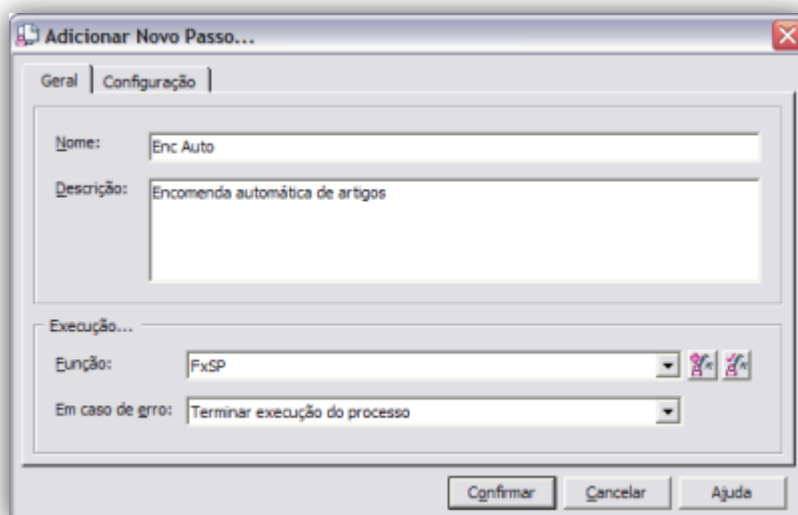 Adicionar Novo Passo...
Geral
Configuração
Nome:
Enc Auto
Descrição:
Encomenda automática de artigos
Execução...
Função:
FxSP
Em caso de erro:
Terminar execução do processo
Confirmar
Cancelar
Ajuda